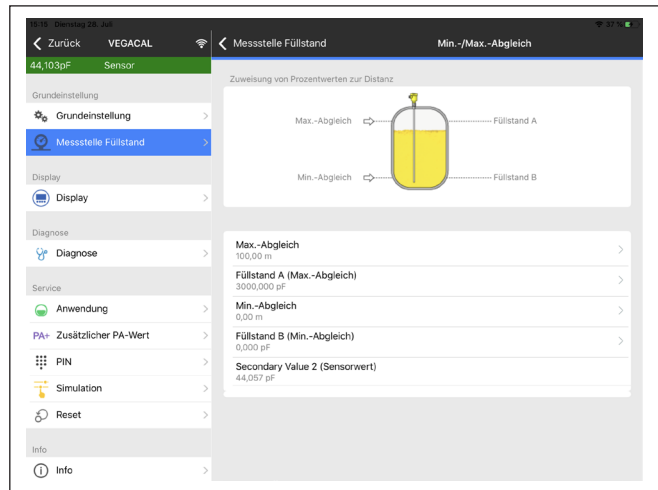 15:15 Dienstag 28. Juli
37 %
Zurück VEGACAL
Messstelle Füllstand Min.-/Max.-Abgleich
44,103pF Sensor
Grundeinstellung
Grundeinstellung
Messstelle Füllstand
Display
Display
Diagnose
Diagnose
Service
Anwendung
PA+ Zusätzlicher PA-Wert
PIN
Simulation
Reset
Info
Info
Zuweisung von Prozentwerten zur Distanz
Max.-Abgleich Füllstand A
Min.-Abgleich Füllstand B
Max.-Abgleich
100,00 m
Füllstand A (Max.-Abgleich)
3000,000 pF
Min.-Abgleich
0,00 m
Füllstand B (Min.-Abgleich)
0,000 pF
Secondary Value 2 (Sensorwert)
44,057 pF